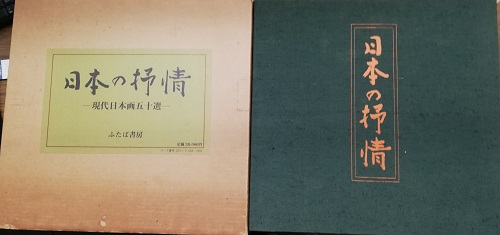 日本の抒情
―現代日本画五十選―
ふたば書房
日本の抒情